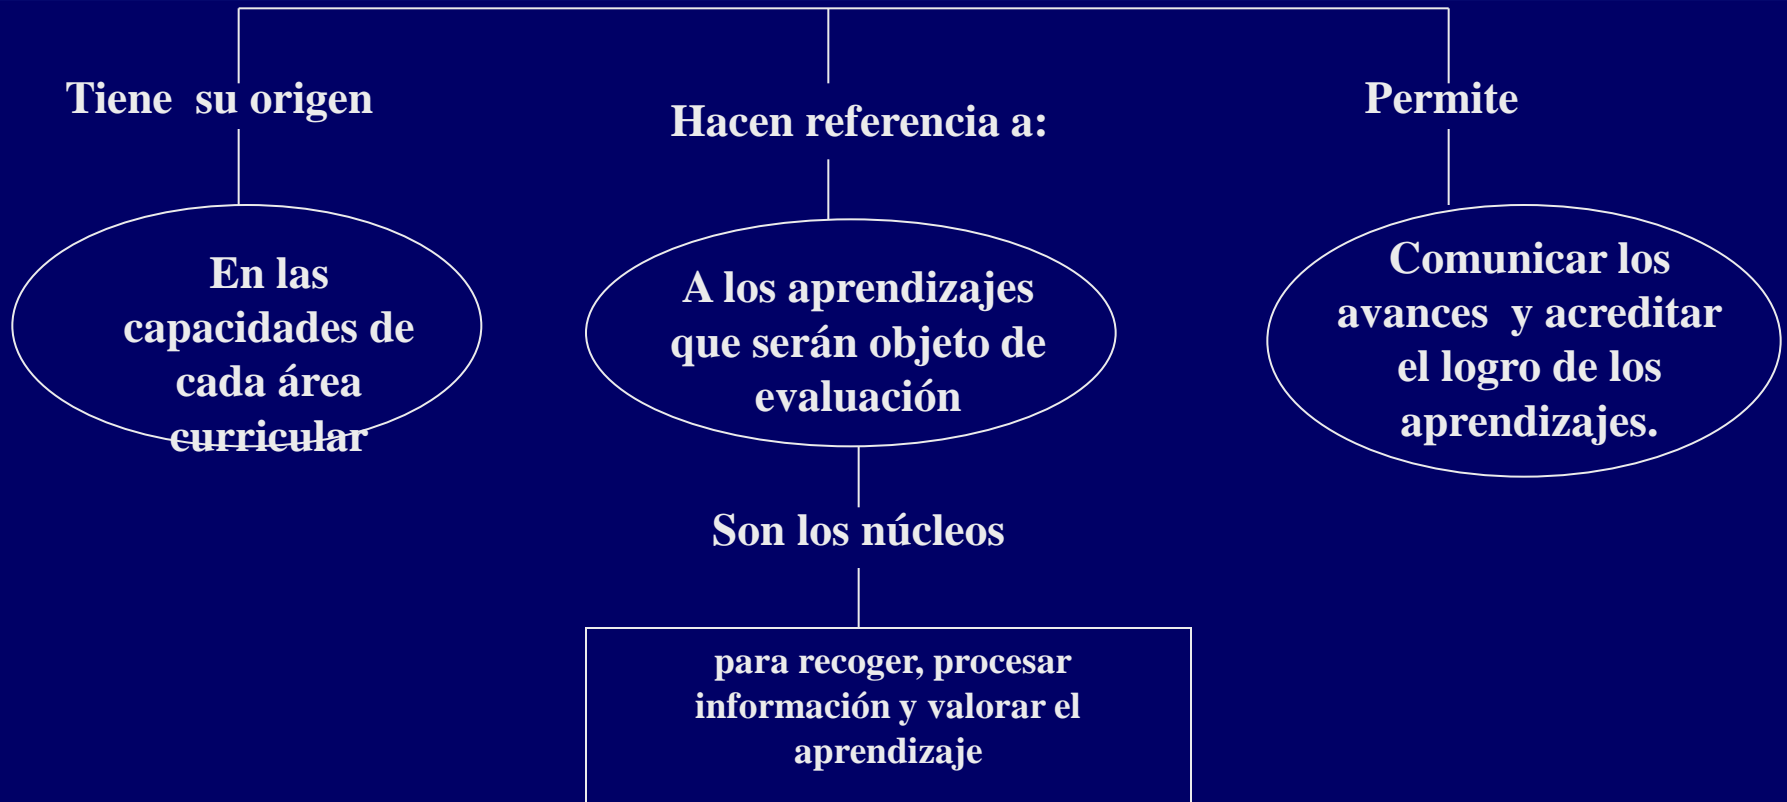 Tiene su origen
Hacen referencia a:
Permite
En las
capacidades de
cada área
curricular
A los aprendizajes
que serán objeto de
evaluación
Comunicar los
avances y acreditar
el logro de los
aprendizajes.
Son los núcleos
para recoger, procesar
información y valorar el
aprendizaje